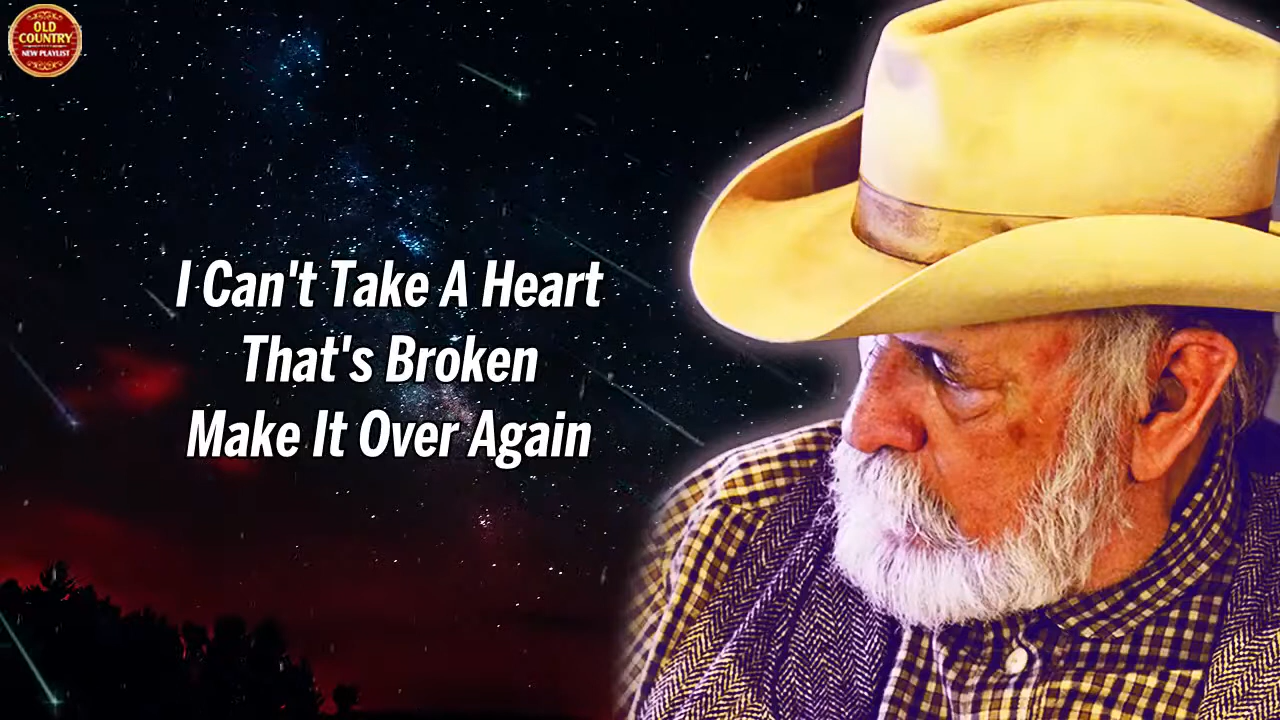 OLD
COUNTRY
NEW PLAYLIST
I Can't Take A Heart
That's Broken
Make It Over Again